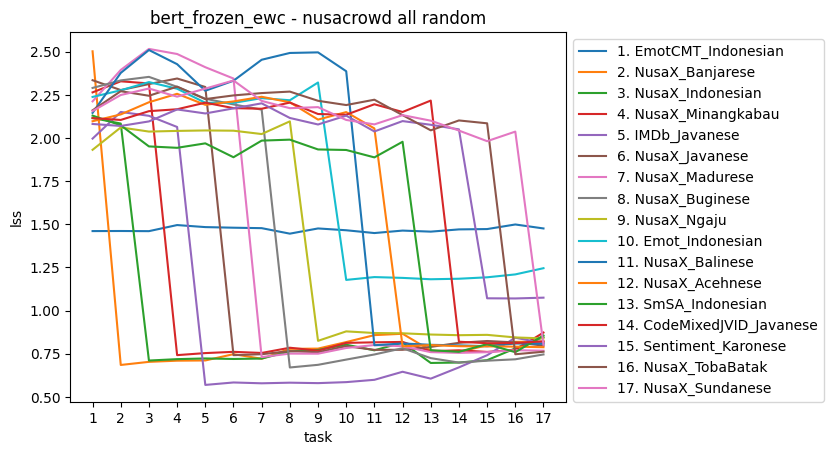 bert_frozen_ewc - nusacrowd all random
2.50
2.25
2.00
1.75
1.50
1.25
1.00
0.75
0.50
lss
1 2 3 4 5 6 7 8 9 10 11 12 13 14 15 16 17
task
1. EmotCMT_Indonesian
2. NusaX_Banjarese
3. NusaX_Indonesian
4. NusaX_Minangkabau
5. IMDb_Javanese
6. NusaX_Javanese
7. NusaX_Madurese
8. NusaX_Buginese
9. NusaX_Ngaju
10. Emot_Indonesian
11. NusaX_Balinese
12. NusaX_Acehnese
13. SmSA_Indonesian
14. CodeMixedJVID_Javanese
15. Sentiment_Karonese
16. NusaX_TobaBatak
17. NusaX_Sundanese